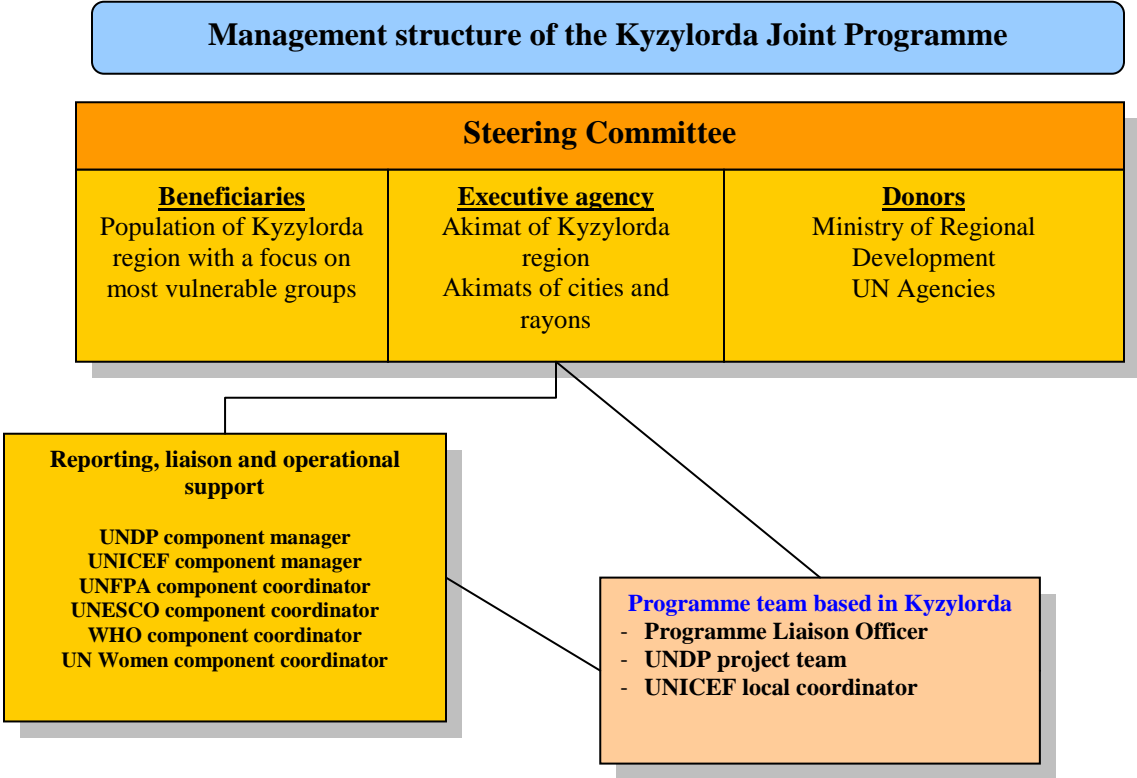 Management structure of the Kyzylorda Joint Programme
Steering Committee
Beneficiaries
Population of Kyzylorda
region with a focus on
most vulnerable groups
Executive agency
Akimat of Kyzylorda
region
Akimats of cities and
rayons
Donors
Ministry of Regional
Development
UN Agencies
Reporting, liaison and operational
support
UNDP component manager
UNICEF component manager
UNFPA component coordinator
UNESCO component coordinator
WHO component coordinator
UN Women component coordinator
Programme team based in Kyzylorda
- Programme Liaison Officer
- UNDP project team
- UNICEF local coordinator